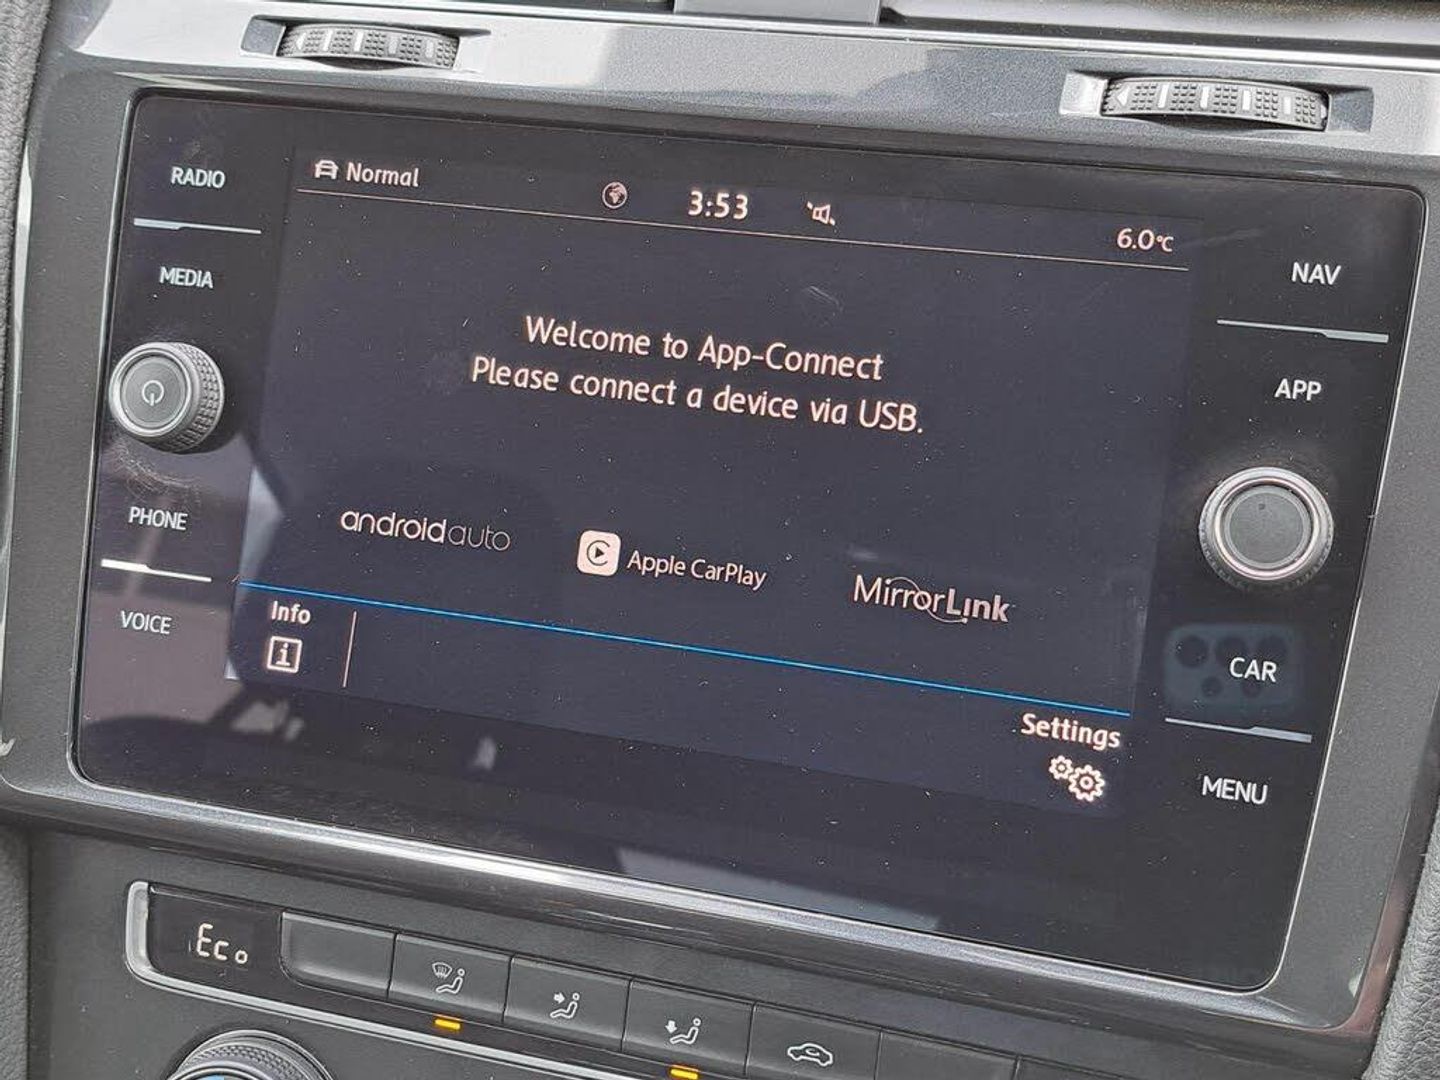 RADIO
MEDIA
PHONE
VOICE
Normal
3:53
6.0°C
Welcome to App-Connect
Please connect a device via USB.
androidauto
Apple CarPlay
MirrorLink
Info
i
Settings
NAV
APP
CAR
MENU
Eco